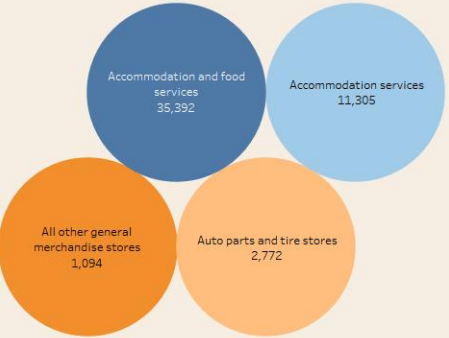 Accommodation and food
services
35,392
Accommodation services
11,305
All other general
merchandise stores
1,094
Auto parts and tire stores
2,772